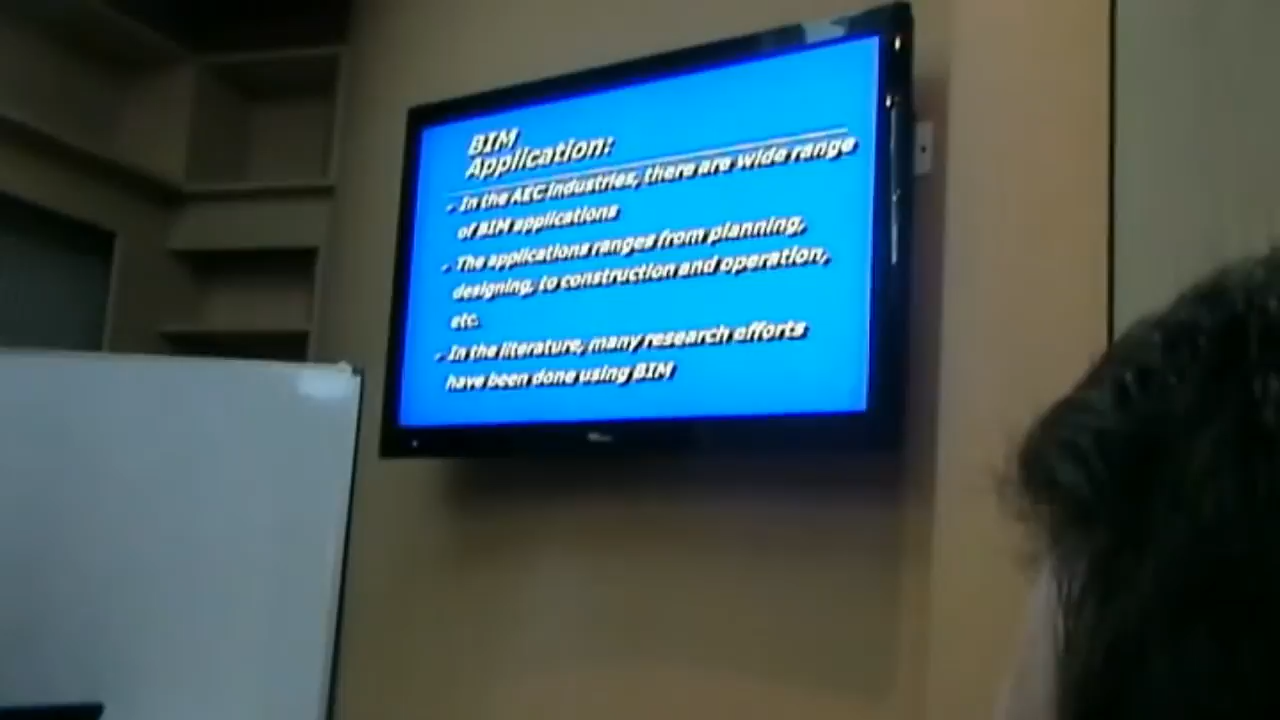 BIM
Application:
In the AEC industries, there are wide range
of BIM applications
The applications ranges from planning,
designing, to construction and operation,
etc.
In the literature, many research efforts
have been done using BIM